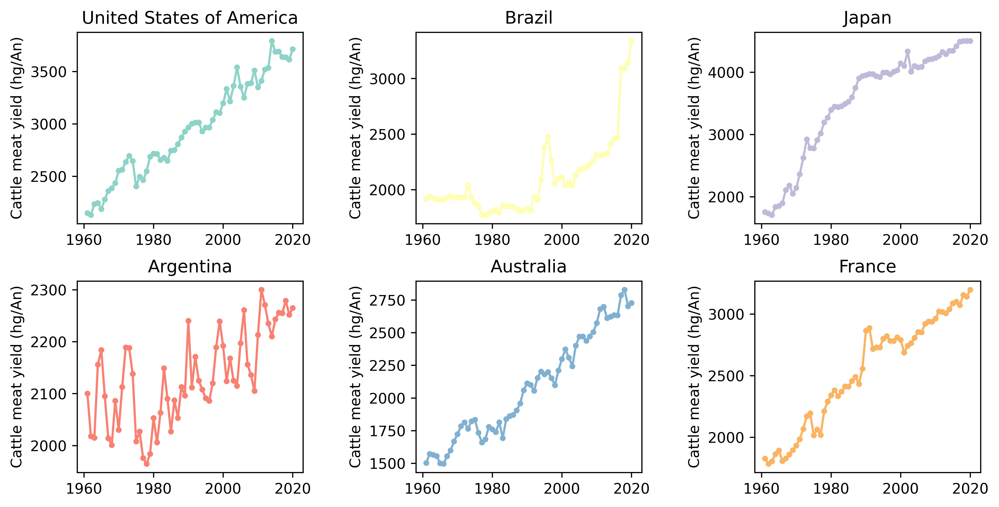 United States of America
Cattle meat yield (hg/An)
3500
3000
2500
1960 1980 2000 2020
Brazil
Cattle meat yield (hg/An)
3000
2500
2000
1960 1980 2000 2020
Japan
Cattle meat yield (hg/An)
4000
3000
2000
1960 1980 2000 2020
Argentina
Cattle meat yield (hg/An)
2300
2200
2100
2000
1960 1980 2000 2020
Australia
Cattle meat yield (hg/An)
2750
2500
2250
2000
1750
1500
1960 1980 2000 2020
France
Cattle meat yield (hg/An)
3000
2500
2000
1960 1980 2000 2020